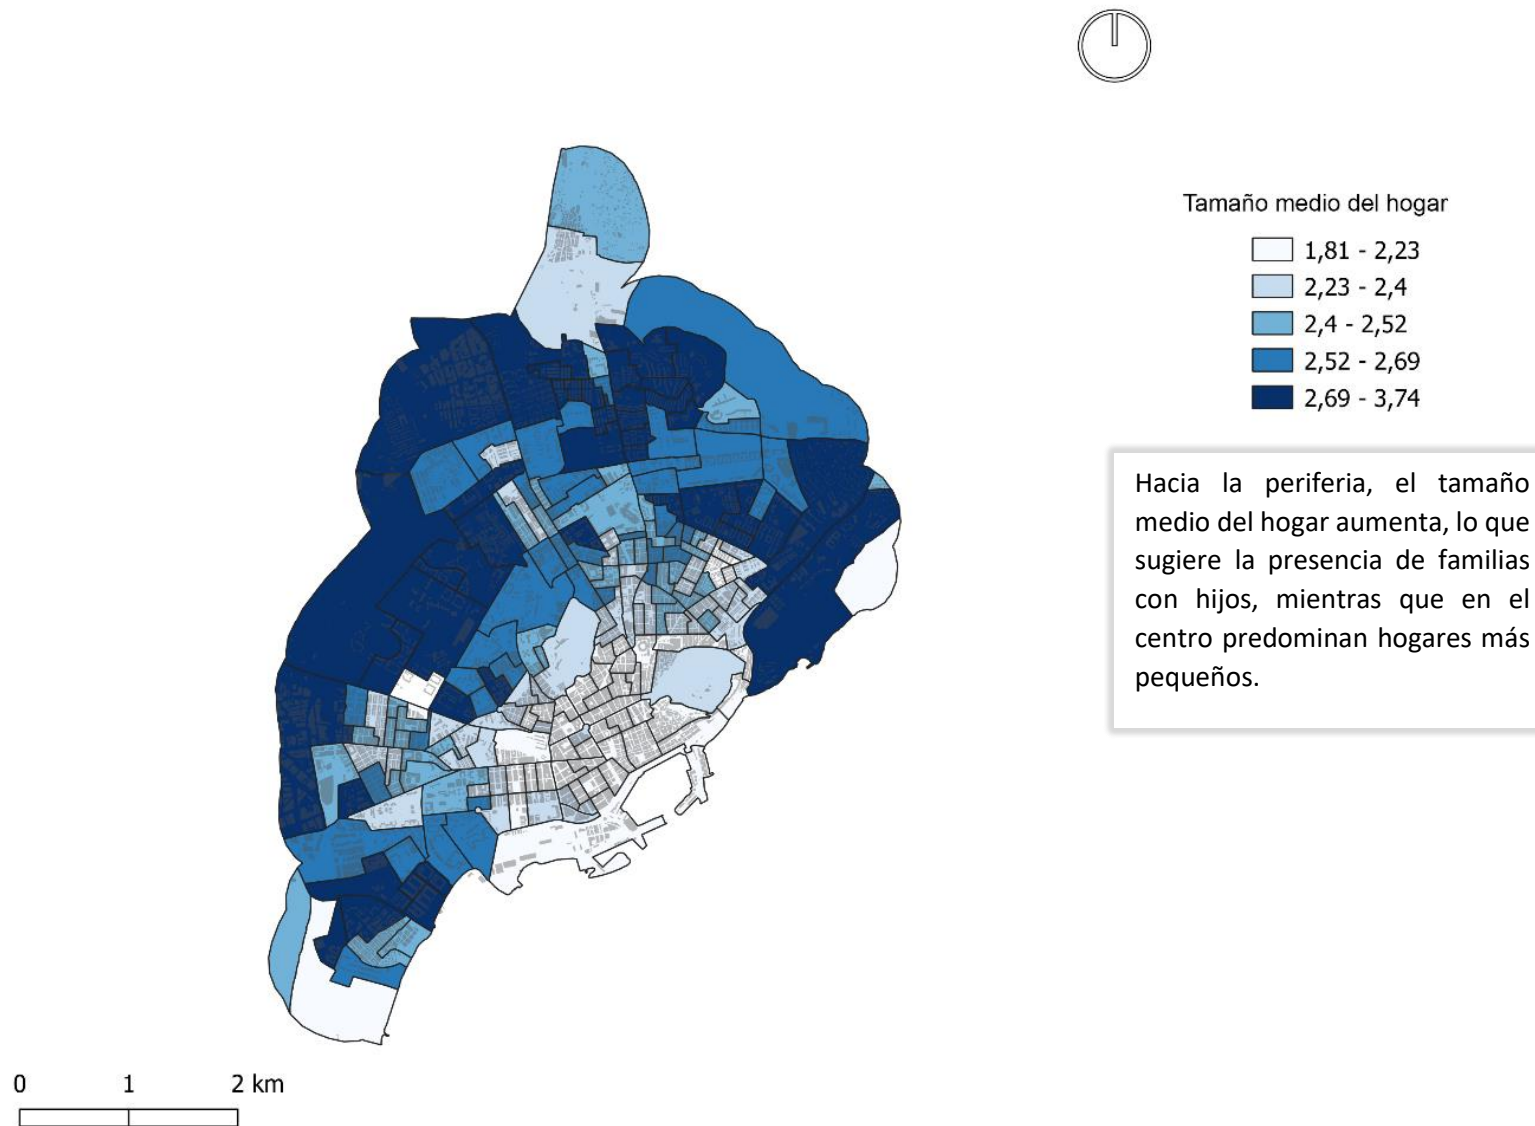 Tamaño medio del hogar
1,81 - 2,23
2,23 - 2,4
2,4 - 2,52
2,52 - 2,69
2,69 - 3,74
Hacia la periferia, el tamaño
medio del hogar aumenta, lo que
sugiere la presencia de familias
con hijos, mientras que en el
centro predominan hogares más
pequeños.
0 1 2 km